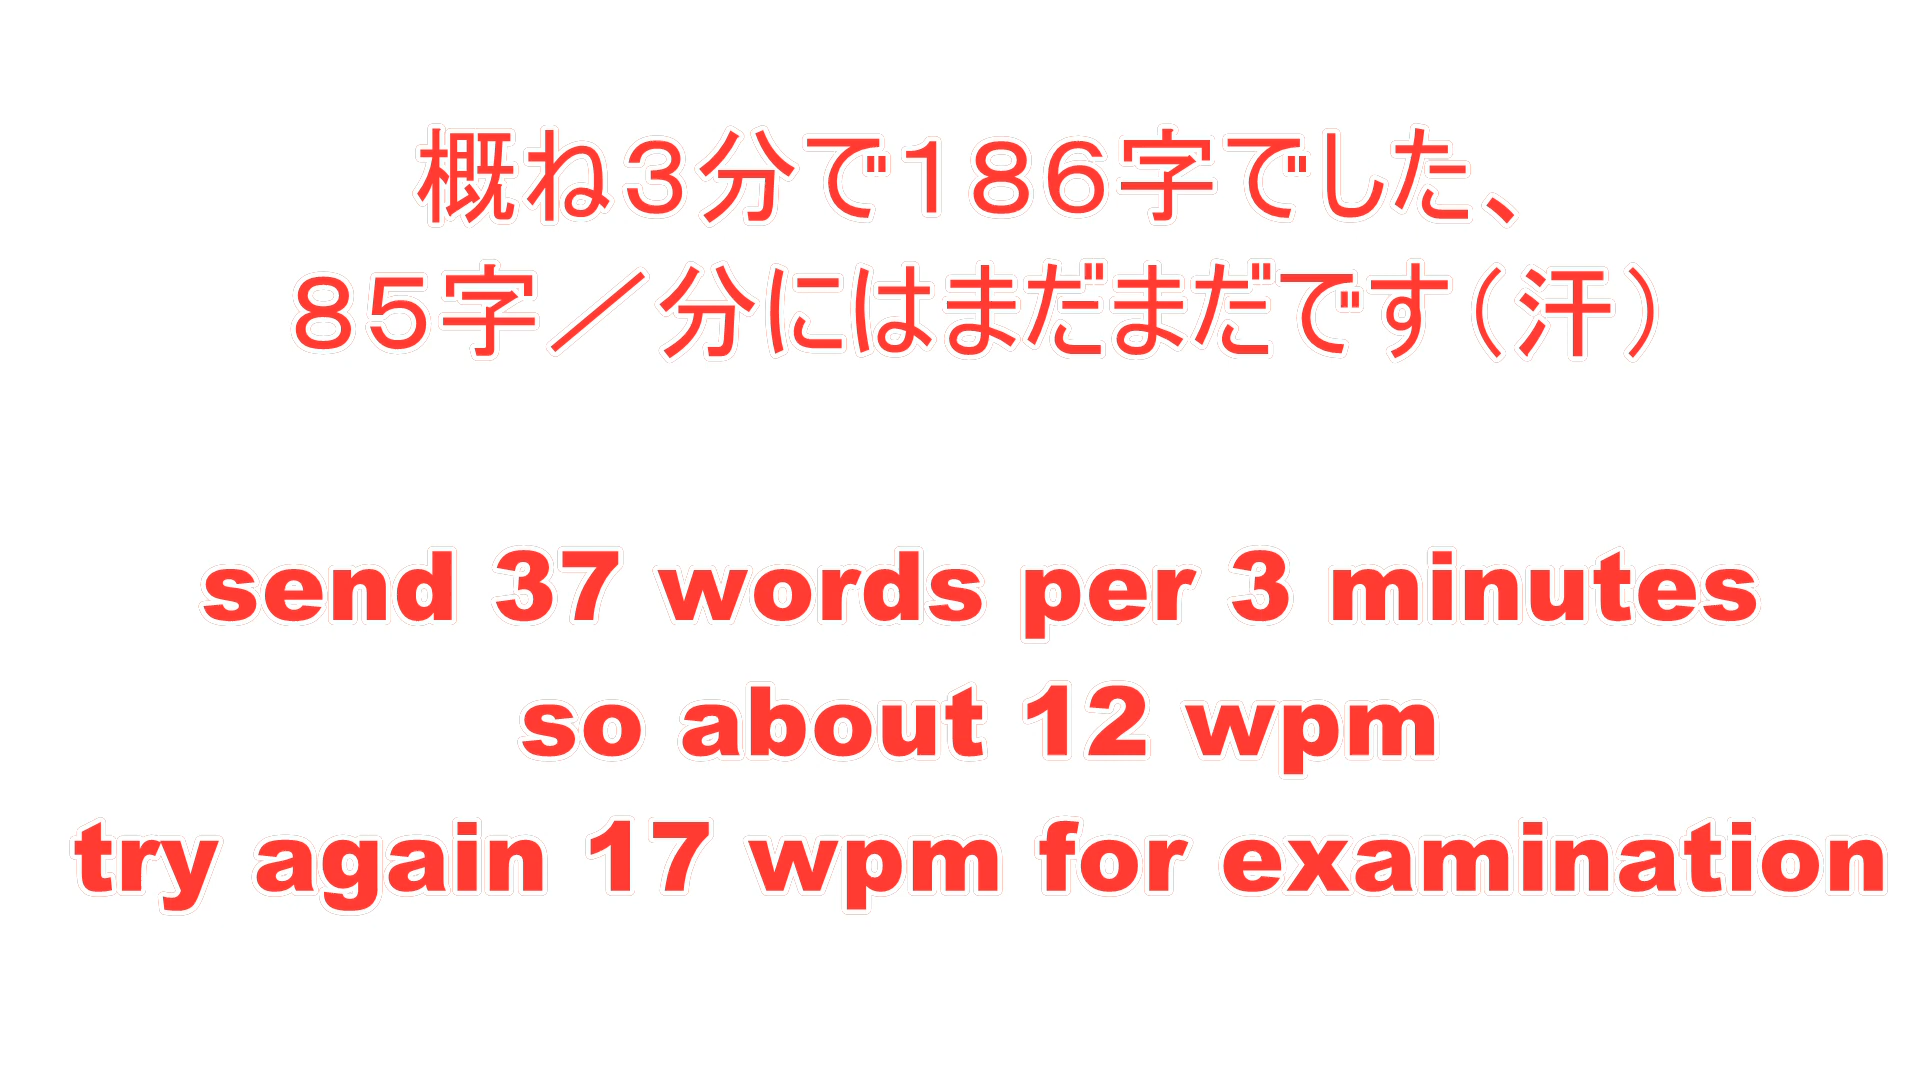 概ね３分で１８６字でした、
８５字／分にはまだまだです（汗）
send 37 words per 3 minutes
so about 12 wpm
try again 17 wpm for examination